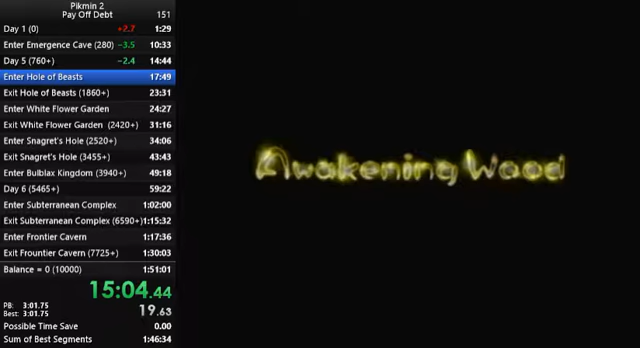 Pikmin 2
Pay Off Debt 151
Day 1 (0) +2.7 1:29
Enter Emergence Cave (280) -3.5 10:33
Day 5 (760+) -2.4 14:44
Enter Hole of Beasts 17:49
Exit Hole of Beasts (1860+) 23:31
Enter White Flower Garden 24:27
Exit White Flower Garden (2420+) 31:16
Enter Snagret's Hole (2520+) 34:06
Exit Snagret's Hole (3455+) 43:43
Enter Bulblax Kingdom (3940+) 49:18
Day 6 (5465+) 59:22
Enter Subterranean Complex 1:02:00
Exit Subterranean Complex (6590+) 1:15:32
Enter Frontier Cavern 1:17:36
Exit Frountier Cavern (7725+) 1:30:03
Balance = 0 (10000) 1:51:01
15:04.44
PB: 3:01.75
Best: 3:01.75
19.63
Possible Time Save 0.00
Sum of Best Segments 1:46:34
Awakening Wood